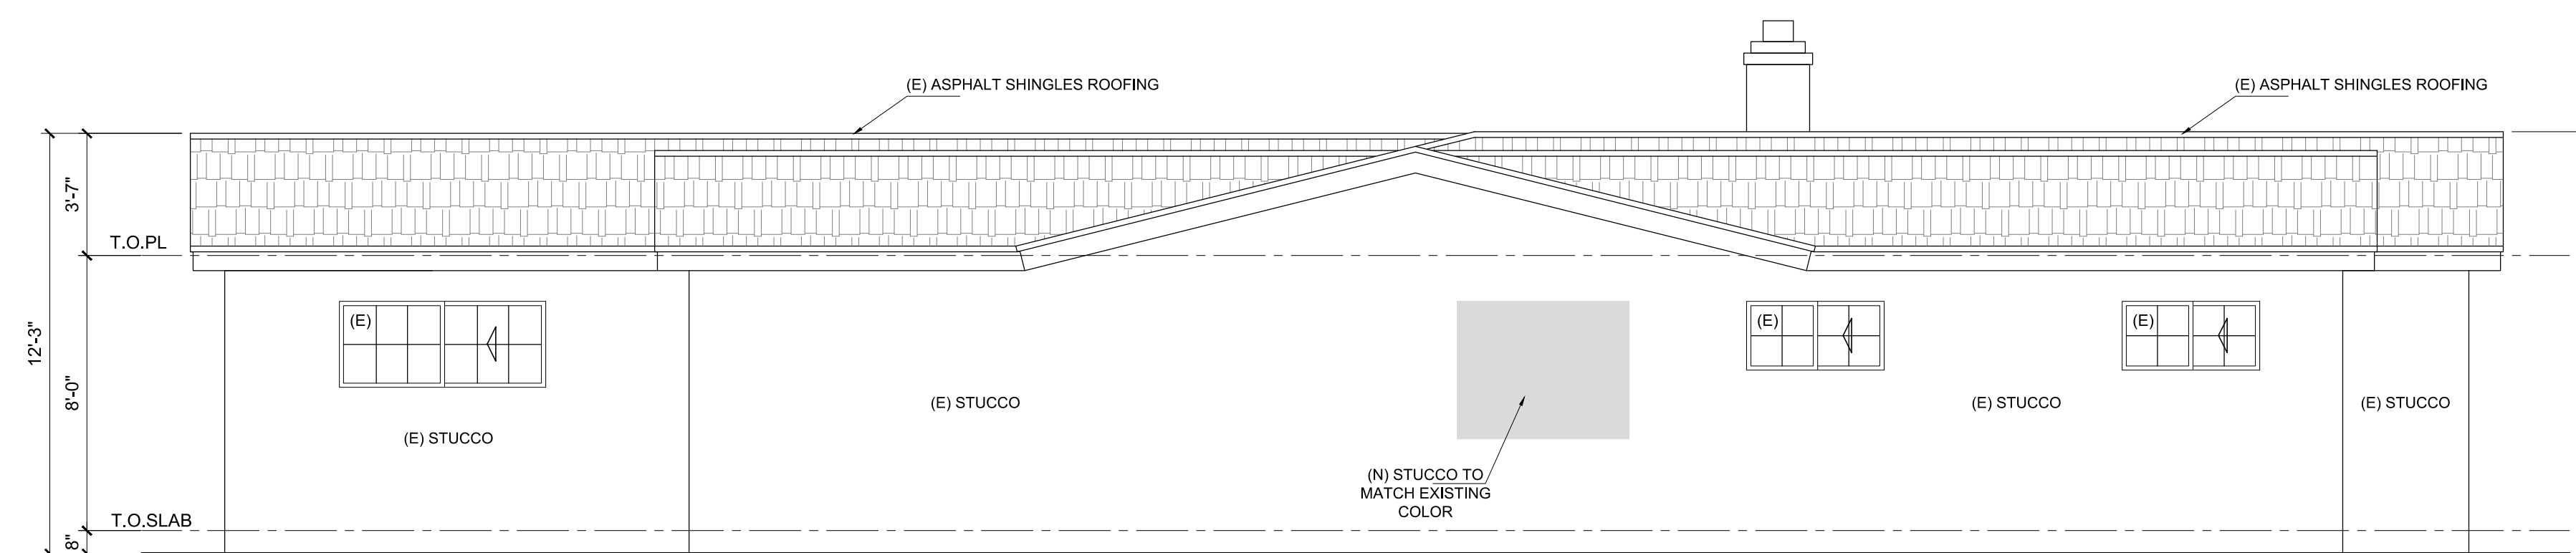 (E) ASPHALT SHINGLES ROOFING
(E) ASPHALT SHINGLES ROOFING
3'-7"
T.O.PL
12'-3"
(E)
(E)
(E)
8'-0"
(E) STUCCO
(E) STUCCO
(E) STUCCO
(E) STUCCO
(N) STUCCO TO
MATCH EXISTING
COLOR
T.O.SLAB
8"